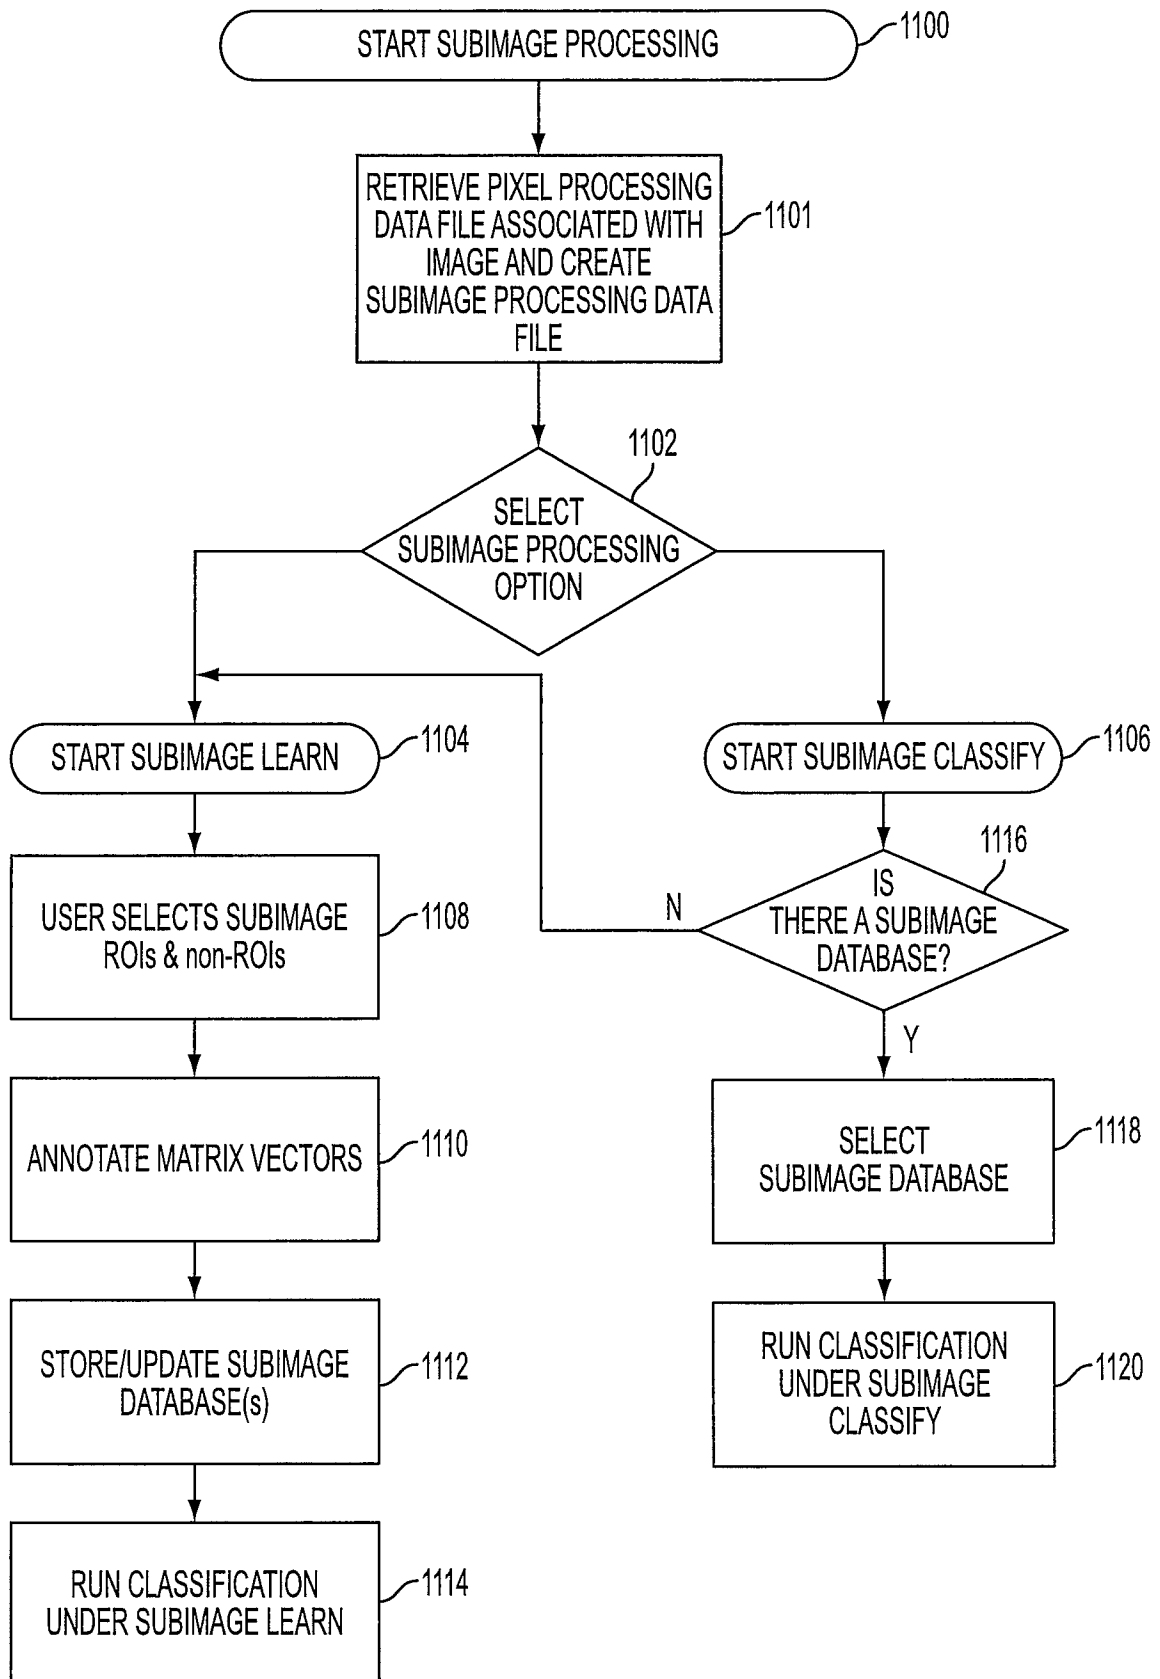 START SUBIMAGE PROCESSING
1100
RETRIEVE PIXEL PROCESSING
DATA FILE ASSOCIATED WITH
IMAGE AND CREATE
SUBIMAGE PROCESSING DATA
FILE
1101
1102
SELECT
SUBIMAGE PROCESSING
OPTION
START SUBIMAGE LEARN
1104
START SUBIMAGE CLASSIFY
1106
USER SELECTS SUBIMAGE
ROIs & non-ROIs
1108
N
1116
IS
THERE A SUBIMAGE
DATABASE?
Y
ANNOTATE MATRIX VECTORS
1110
SELECT
SUBIMAGE DATABASE
1118
STORE/UPDATE SUBIMAGE
DATABASE(s)
1112
RUN CLASSIFICATION
UNDER SUBIMAGE
CLASSIFY
1120
RUN CLASSIFICATION
UNDER SUBIMAGE LEARN
1114